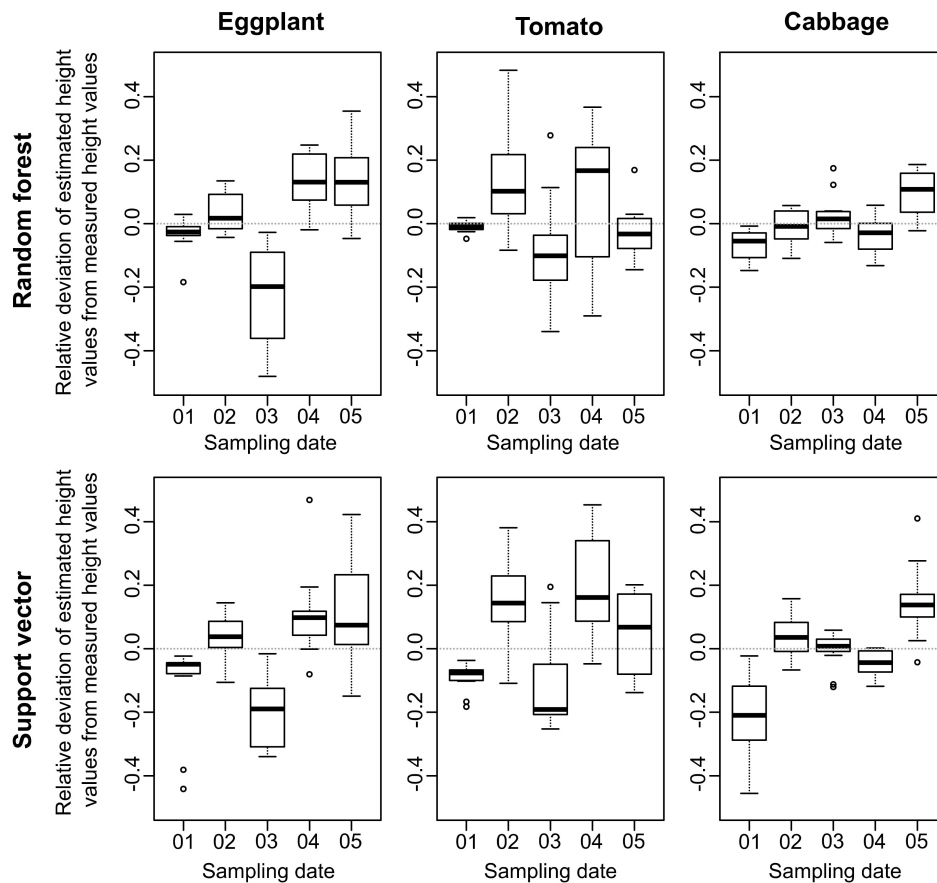 Eggplant
Tomato
Cabbage
Random forest
Relative deviation of estimated height
values from measured height values
0.4
0.2
0.0
-0.2
-0.4
01 02 03 04 05
Sampling date
0.4
0.2
0.0
-0.2
-0.4
01 02 03 04 05
Sampling date
0.4
0.2
0.0
-0.2
-0.4
01 02 03 04 05
Sampling date
Support vector
Relative deviation of estimated height
values from measured height values
0.4
0.2
0.0
-0.2
-0.4
01 02 03 04 05
Sampling date
0.4
0.2
0.0
-0.2
-0.4
01 02 03 04 05
Sampling date
0.4
0.2
0.0
-0.2
-0.4
01 02 03 04 05
Sampling date